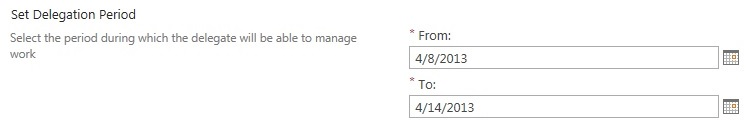 Set Delegation Period
Select the period during which the delegate will be able to manage
work
* From:
4/8/2013
* To:
4/14/2013